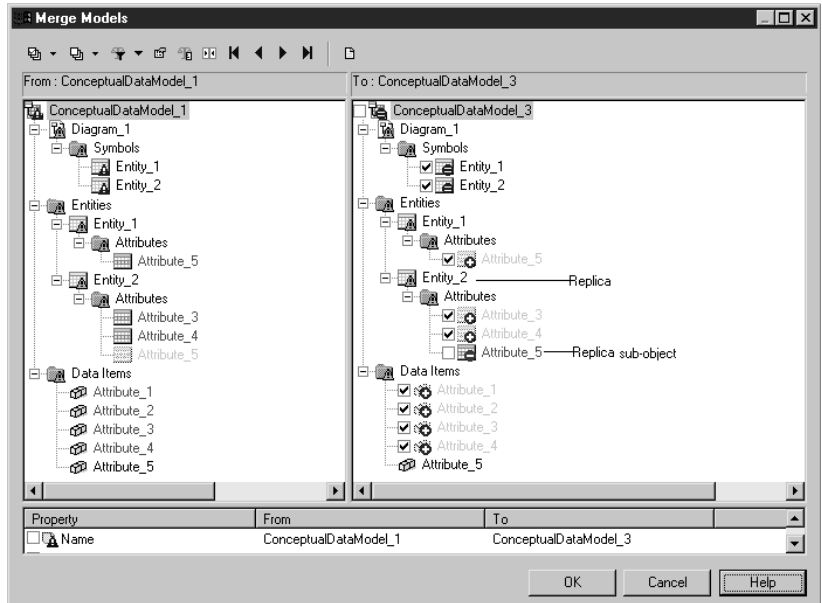 Merge Models
From : ConceptualDataModel_1
To : ConceptualDataModel_3
ConceptualDataModel_1
Diagram_1
Symbols
Entity_1
Entity_2
Entities
Entity_1
Attributes
Attribute_5
Entity_2
Attributes
Attribute_3
Attribute_4
Attribute_5
Data Items
Attribute_1
Attribute_2
Attribute_3
Attribute_4
Attribute_5
ConceptualDataModel_3
Diagram_1
Symbols
Entity_1
Entity_2
Entities
Entity_1
Attributes
Attribute_5
Entity_2 Replica
Attributes
Attribute_3
Attribute_4
Attribute_5 Replica sub-object
Data Items
Attribute_1
Attribute_2
Attribute_3
Attribute_4
Attribute_5
Property From To
Name ConceptualDataModel_1 ConceptualDataModel_3
OK Cancel Help